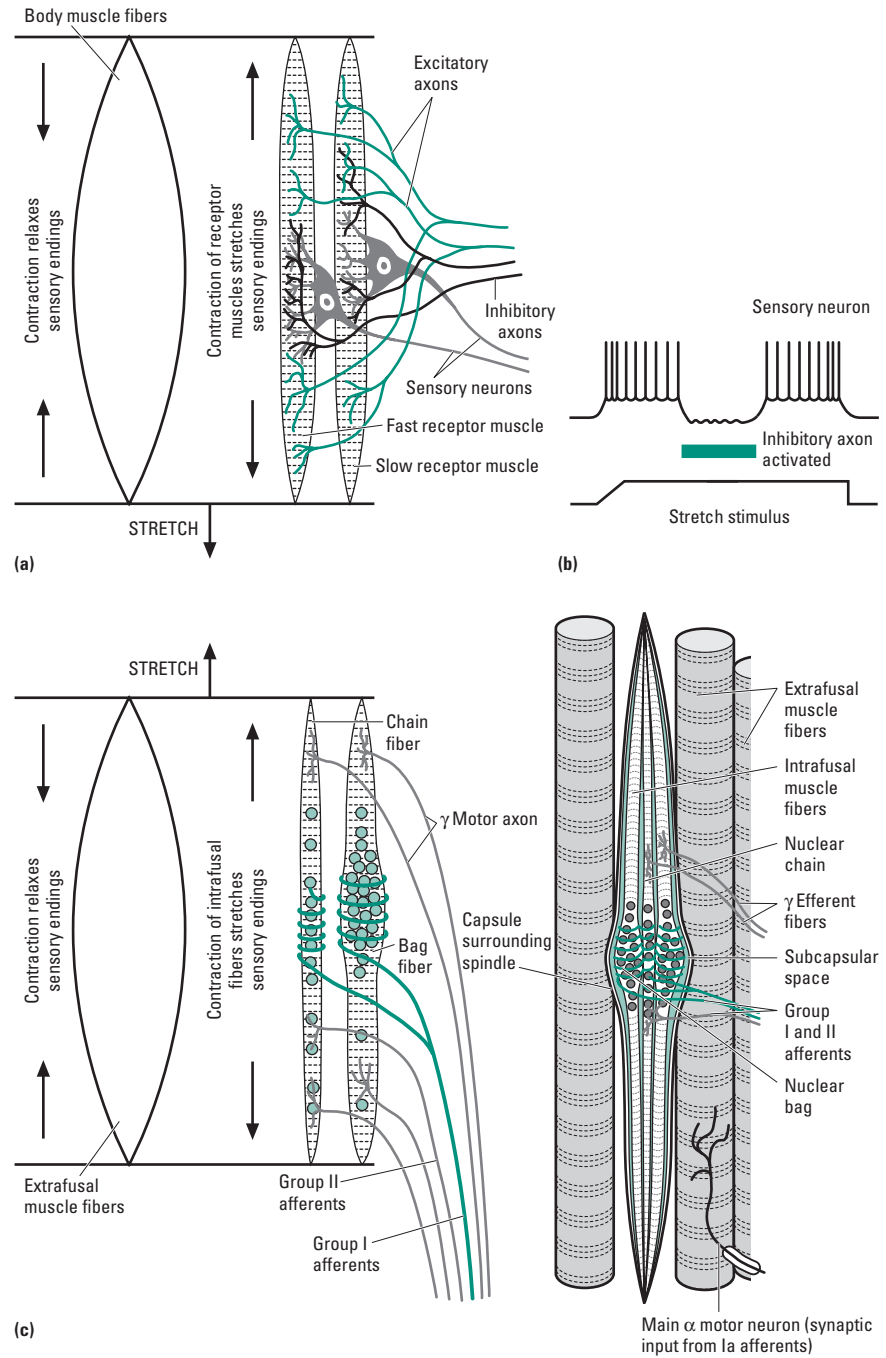 Body muscle fibers
Contraction relaxes
sensory endings
Contraction of receptor
muscles stretches
sensory endings
Excitatory
axons
Inhibitory
axons
Sensory neurons
Fast receptor muscle
Slow receptor muscle
STRETCH
(a)
Sensory neuron
Inhibitory axon
activated
Stretch stimulus
(b)
STRETCH
Contraction relaxes
sensory endings
Contraction of intrafusal
fibers stretches
sensory endings
Chain
fiber
γ Motor axon
Bag
fiber
Capsule
surrounding
spindle
Extrafusal
muscle fibers
Group II
afferents
Group I
afferents
(c)
Extrafusal
muscle
fibers
Intrafusal
muscle
fibers
Nuclear
chain
γ Efferent
fibers
Subcapsular
space
Group
I and II
afferents
Nuclear
bag
Main α motor neuron (synaptic
input from Ia afferents)